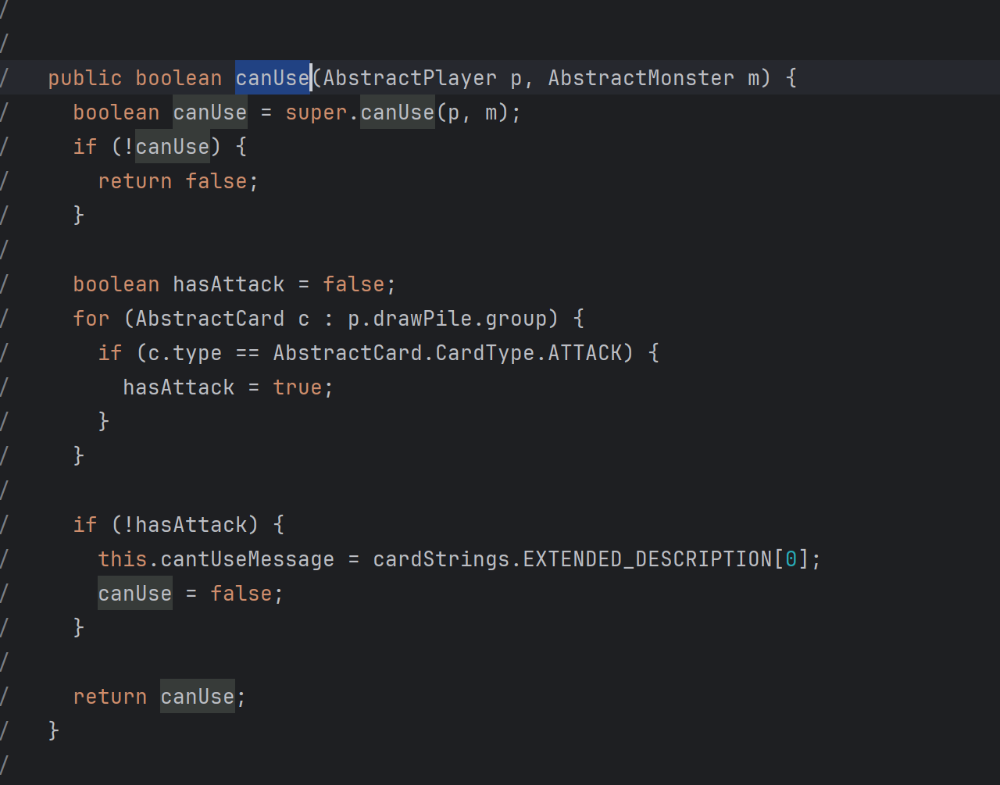 /
/
/   public boolean canUse(AbstractPlayer p, AbstractMonster m) {
/     boolean canUse = super.canUse(p, m);
/     if (!canUse) {
/       return false;
/     }
/
/     boolean hasAttack = false;
/     for (AbstractCard c : p.drawPile.group) {
/       if (c.type == AbstractCard.CardType.ATTACK) {
/         hasAttack = true;
/       }
/     }
/
/     if (!hasAttack) {
/       this.cantUseMessage = cardStrings.EXTENDED_DESCRIPTION[0];
/       canUse = false;
/     }
/
/     return canUse;
/   }
/